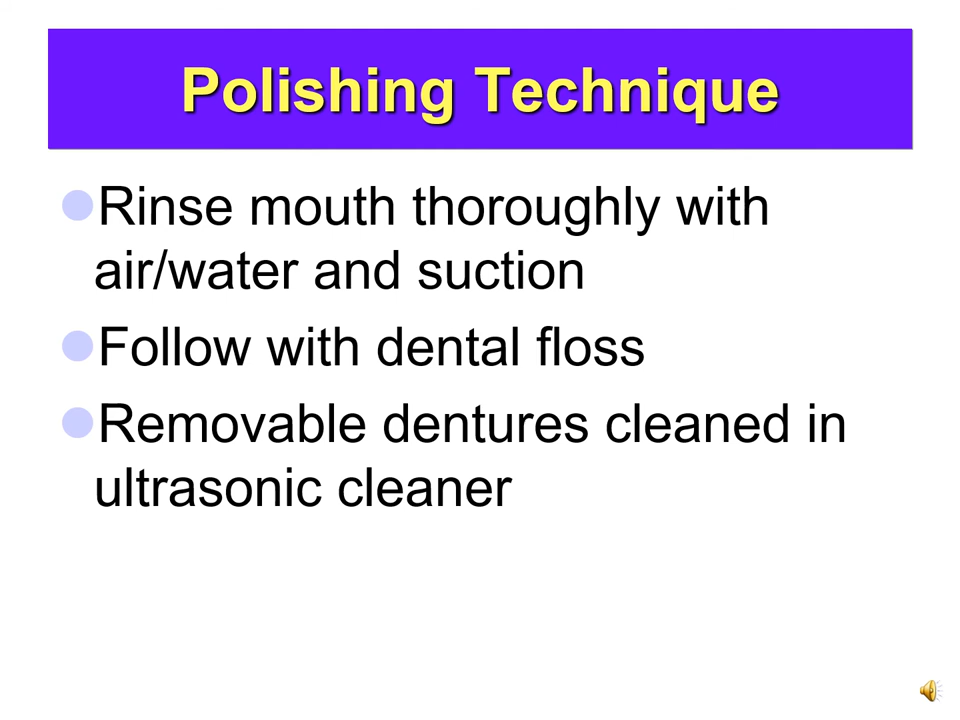 Polishing Technique
Rinse mouth thoroughly with
air/water and suction
Follow with dental floss
Removable dentures cleaned in
ultrasonic cleaner